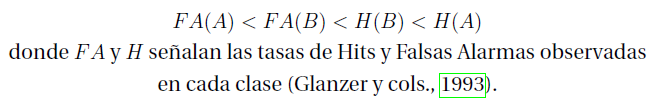 FA(A) < FA(B) < H(B) < H(A)
donde FA y H señalan las tasas de Hits y Falsas Alarmas observadas
en cada clase (Glanzer y cols., 1993).